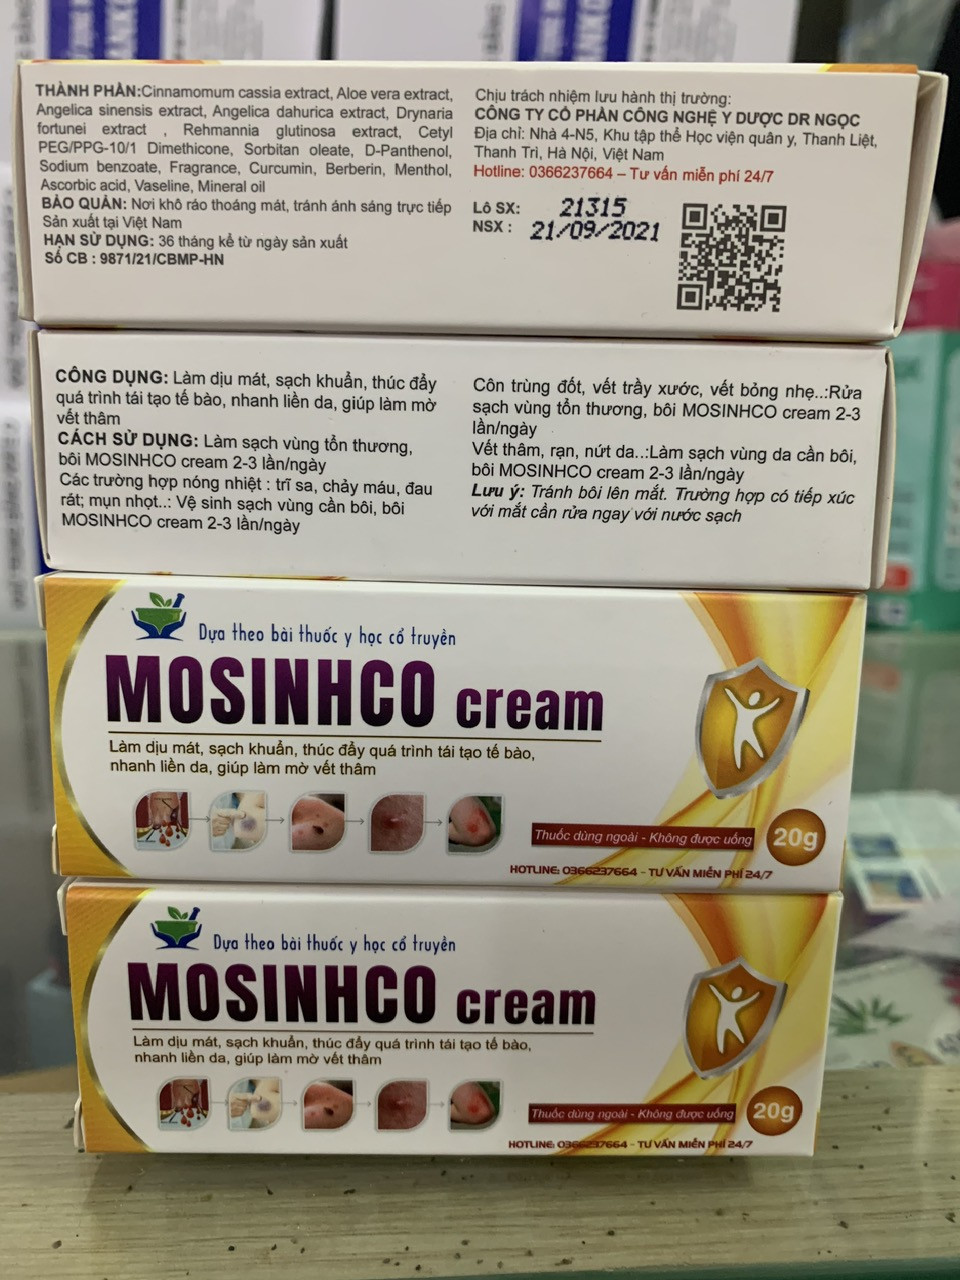 THÀNH PHẦN:Cinnamomum cassia extract, Aloe vera extract,
Angelica sinensis extract, Angelica dahurica extract, Drynaria
fortunei extract , Rehmannia glutinosa extract, Cetyl
PEG/PPG-10/1 Dimethicone, Sorbitan oleate, D-Panthenol,
Sodium benzoate, Fragrance, Curcumin, Berberin, Menthol,
Ascorbic acid, Vaseline, Mineral oil
BẢO QUẢN: Nơi khô ráo thoáng mát, tránh ánh sáng trực tiếp
Sản xuất tại Việt Nam
HẠN SỬ DỤNG: 36 tháng kể từ ngày sản xuất
Số CB : 9871/21/CBMP-HN
Chịu trách nhiệm lưu hành thị trường:
CÔNG TY CỔ PHẦN CÔNG NGHỆ Y DƯỢC DR NGỌC
Địa chỉ: Nhà 4-N5, Khu tập thể Học viện quân y, Thanh Liệt,
Thanh Trì, Hà Nội, Việt Nam
Hotline: 0366237664 – Tư vấn miễn phí 24/7
Lô SX: 21315
NSX : 21/09/2021
CÔNG DỤNG: Làm dịu mát, sạch khuẩn, thúc đẩy
quá trình tái tạo tế bào, nhanh liền da, giúp làm mờ
vết thâm
CÁCH SỬ DỤNG: Làm sạch vùng tổn thương,
bôi MOSINHCO cream 2-3 lần/ngày
Các trường hợp nóng nhiệt : trĩ sa, chảy máu, đau
rát; mụn nhọt..: Vệ sinh sạch vùng cần bôi, bôi
MOSINHCO cream 2-3 lần/ngày
Côn trùng đốt, vết trầy xước, vết bỏng nhẹ..:Rửa
sạch vùng tổn thương, bôi MOSINHCO cream 2-3
lần/ngày
Vết thâm, rạn, nứt da..:Làm sạch vùng da cần bôi,
bôi MOSINHCO cream 2-3 lần/ngày
Lưu ý: Tránh bôi lên mắt. Trường hợp có tiếp xúc
với mắt cần rửa ngay với nước sạch
Dựa theo bài thuốc y học cổ truyền
MOSINHCO cream
Làm dịu mát, sạch khuẩn, thúc đẩy quá trình tái tạo tế bào,
nhanh liền da, giúp làm mờ vết thâm
Thuốc dùng ngoài - Không được uống
20g
HOTLINE: 0366237664 - TƯ VẤN MIỄN PHÍ 24/7
Dựa theo bài thuốc y học cổ truyền
MOSINHCO cream
Làm dịu mát, sạch khuẩn, thúc đẩy quá trình tái tạo tế bào,
nhanh liền da, giúp làm mờ vết thâm
Thuốc dùng ngoài - Không được uống
20g
HOTLINE: 0366237664 - TƯ VẤN MIỄN PHÍ 24/7